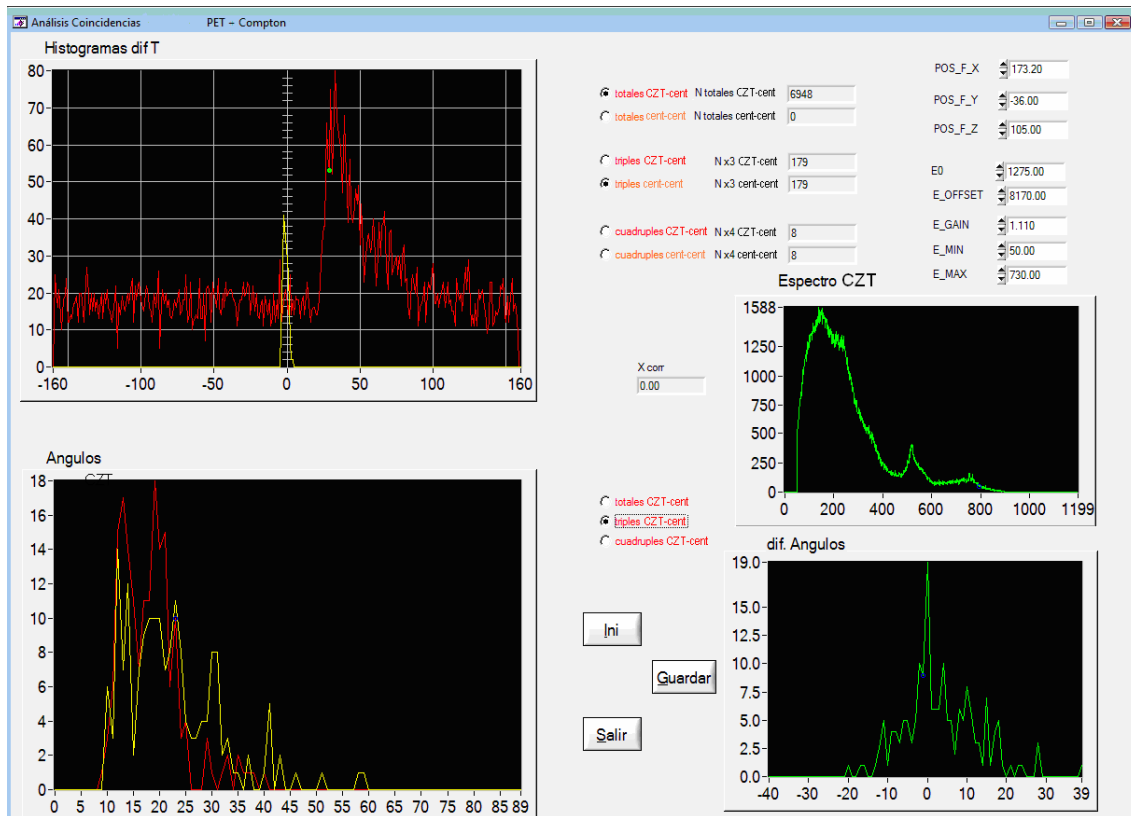 Análisis Coincidencias PET – Compton
Histogramas dif T
80
70
60
50
40
30
20
10
0
-160 -100 -50 0 50 100 160
totales CZT-cent N totales CZT-cent 6948
totales cent-cent N totales cent-cent 0
triples CZT-cent N x3 CZT-cent 179
triples cent-cent N x3 cent-cent 179
cuadruples CZT-cent N x4 CZT-cent 8
cuadruples cent-cent N x4 cent-cent 8
POS_F_X 173.20
POS_F_Y -36.00
POS_F_Z 105.00
E0 1275.00
E_OFFSET 8170.00
E_GAIN 1.110
E_MIN 50.00
E_MAX 730.00
X corr
0.00
Espectro CZT
1588
1250
1000
750
500
250
0
0 200 400 600 800 1000 1199
Angulos
CZT
18
16
14
12
10
8
6
4
2
0
0 5 10 15 20 25 30 35 40 45 50 55 60 65 70 75 80 85 89
totales CZT-cent
triples CZT-cent
cuadruples CZT-cent
Ini
Guardar
Salir
dif. Angulos
19.0
15.0
12.5
10.0
7.5
5.0
2.5
0.0
-40 -30 -20 -10 0 10 20 30 39